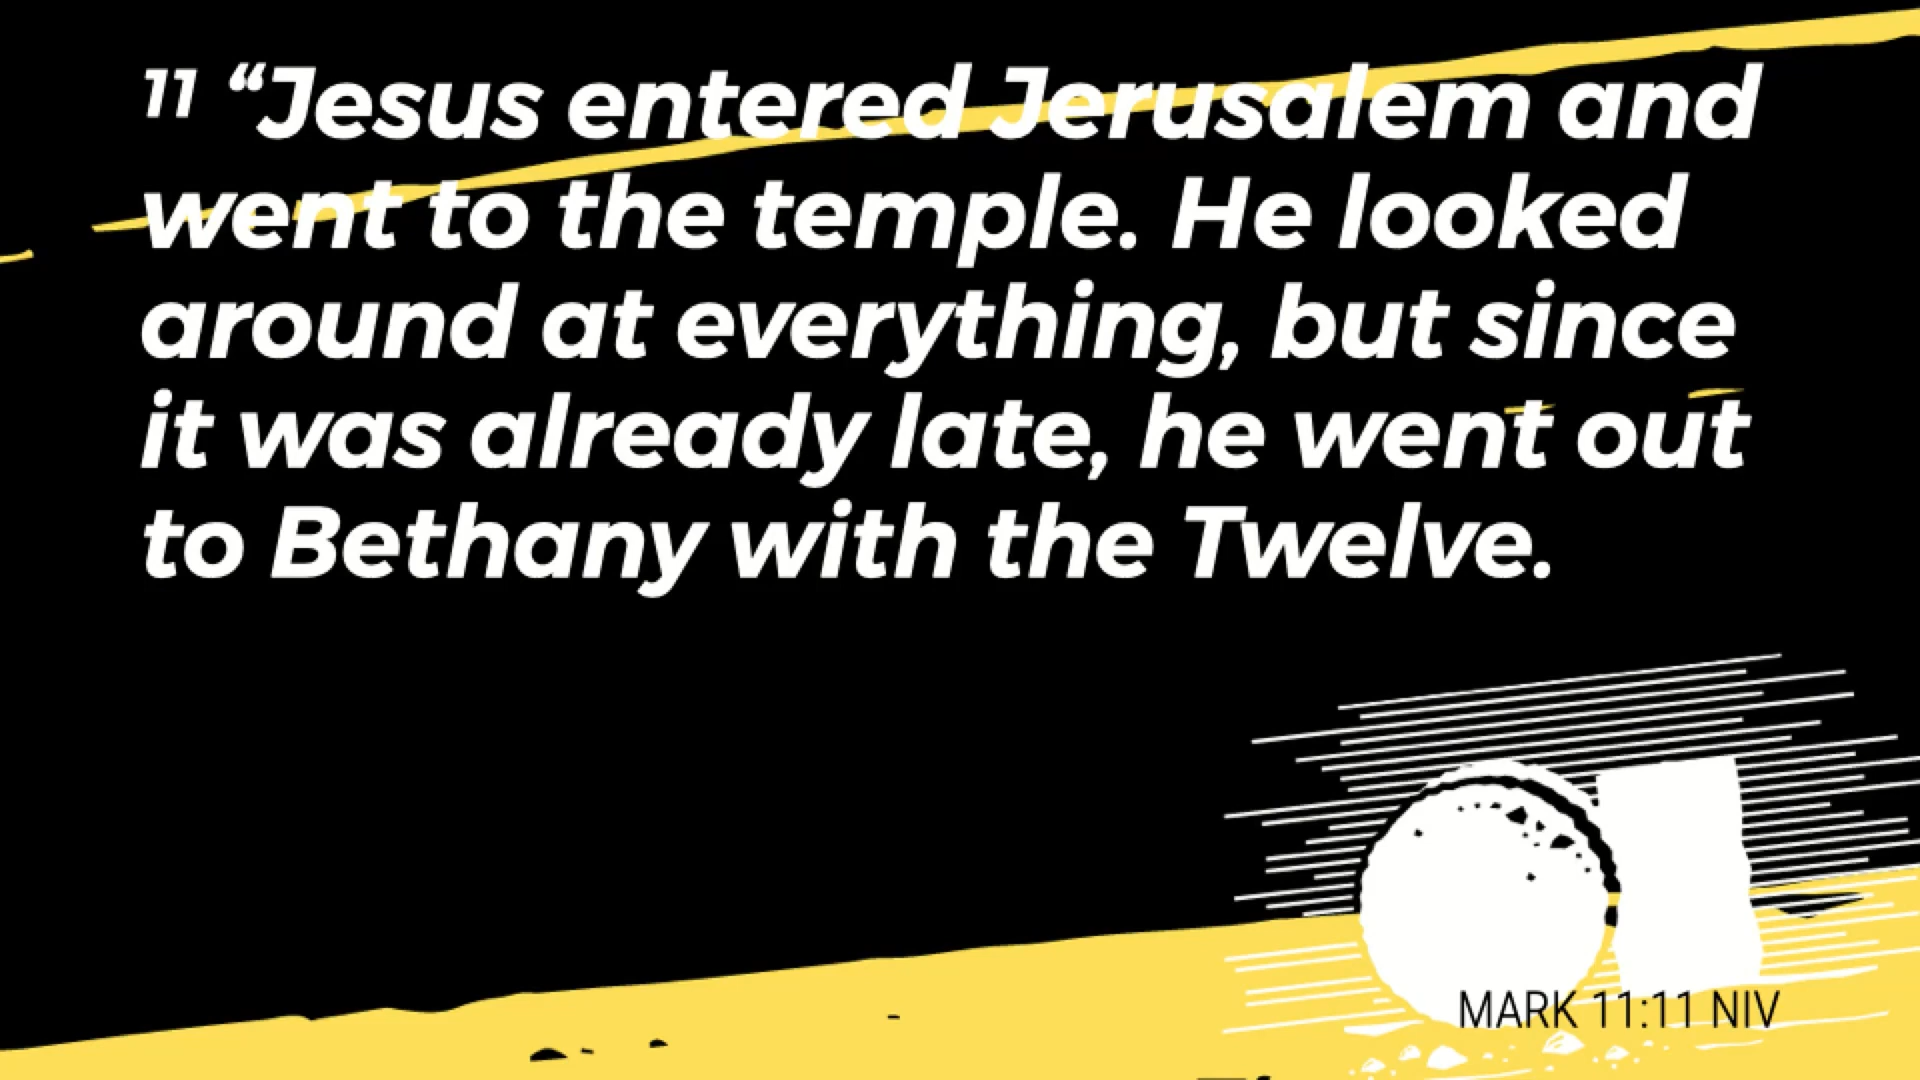 11 “Jesus entered Jerusalem and
went to the temple. He looked
around at everything, but since
it was already late, he went out
to Bethany with the Twelve.
MARK 11:11 NIV